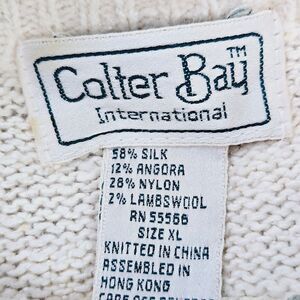 Colter Bay™
International
58% SILK
12% ANGORA
28% NYLON
2% LAMBSWOOL
RN 55566
SIZE XL
KNITTED IN CHINA
ASSEMBLED IN
HONG KONG
CARE